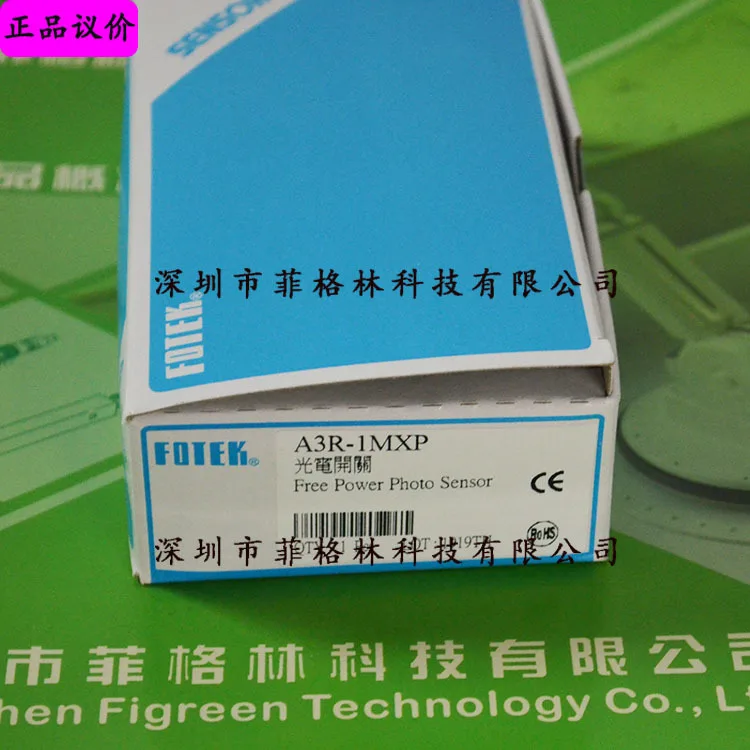 正品议价
SENSOR
深圳市菲格林科技有限公司
FOTEK®
FOTEK®
A3R-1MXP
光電開關
Free Power Photo Sensor
CE
RoHS
深圳市菲格林科技有限公司
市菲格林科技有限公司
hen Figreen Technology Co., L